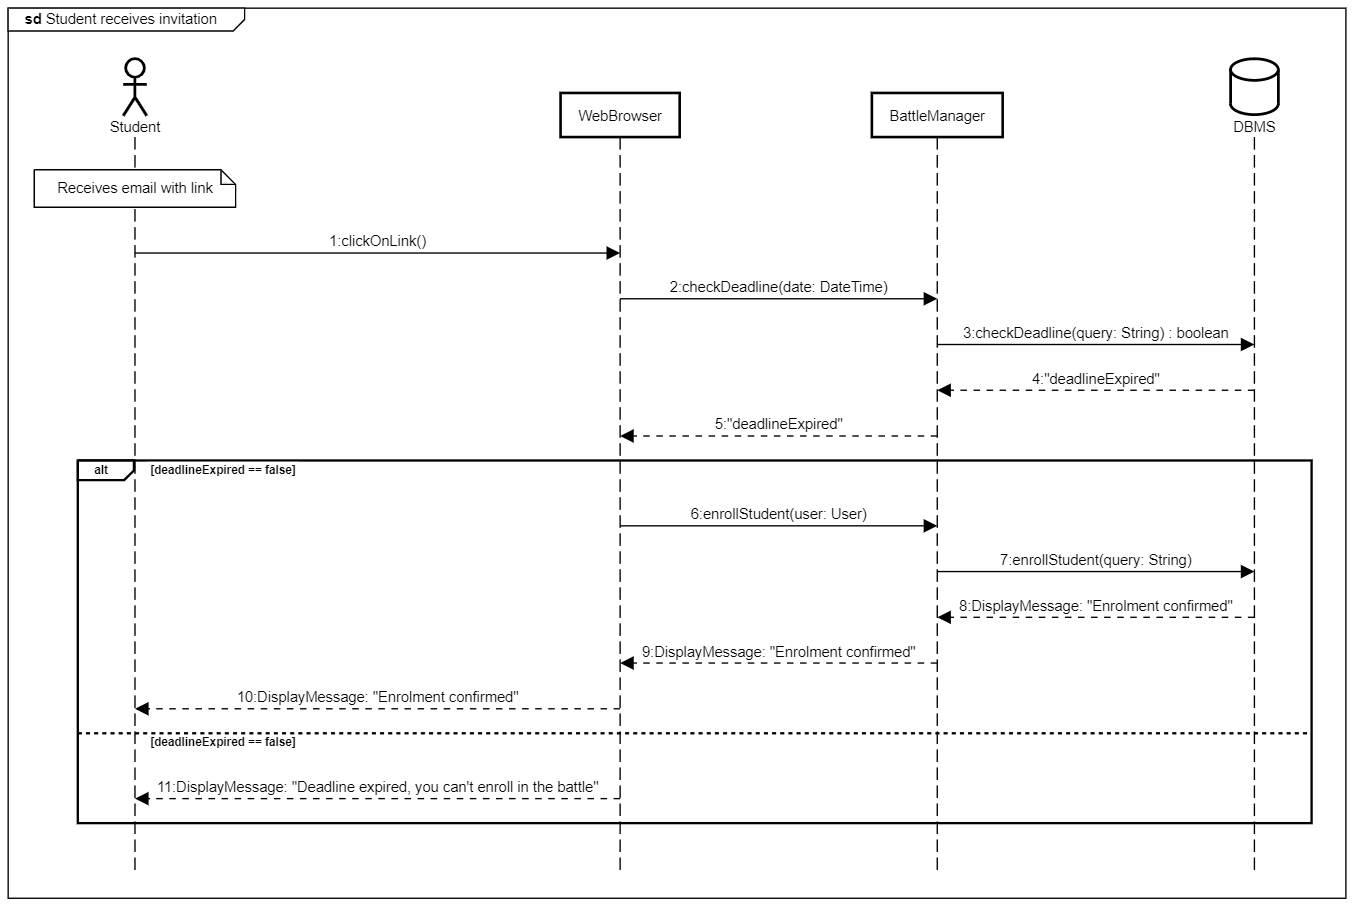 sd Student receives invitation
Student
WebBrowser
BattleManager
DBMS
Receives email with link
1:clickOnLink()
2:checkDeadline(date: DateTime)
3:checkDeadline(query: String) : boolean
4:"deadlineExpired"
5:"deadlineExpired"
alt
[deadlineExpired == false]
6:enrollStudent(user: User)
7:enrollStudent(query: String)
8:DisplayMessage: "Enrolment confirmed"
9:DisplayMessage: "Enrolment confirmed"
10:DisplayMessage: "Enrolment confirmed"
[deadlineExpired == false]
11:DisplayMessage: "Deadline expired, you can't enroll in the battle"